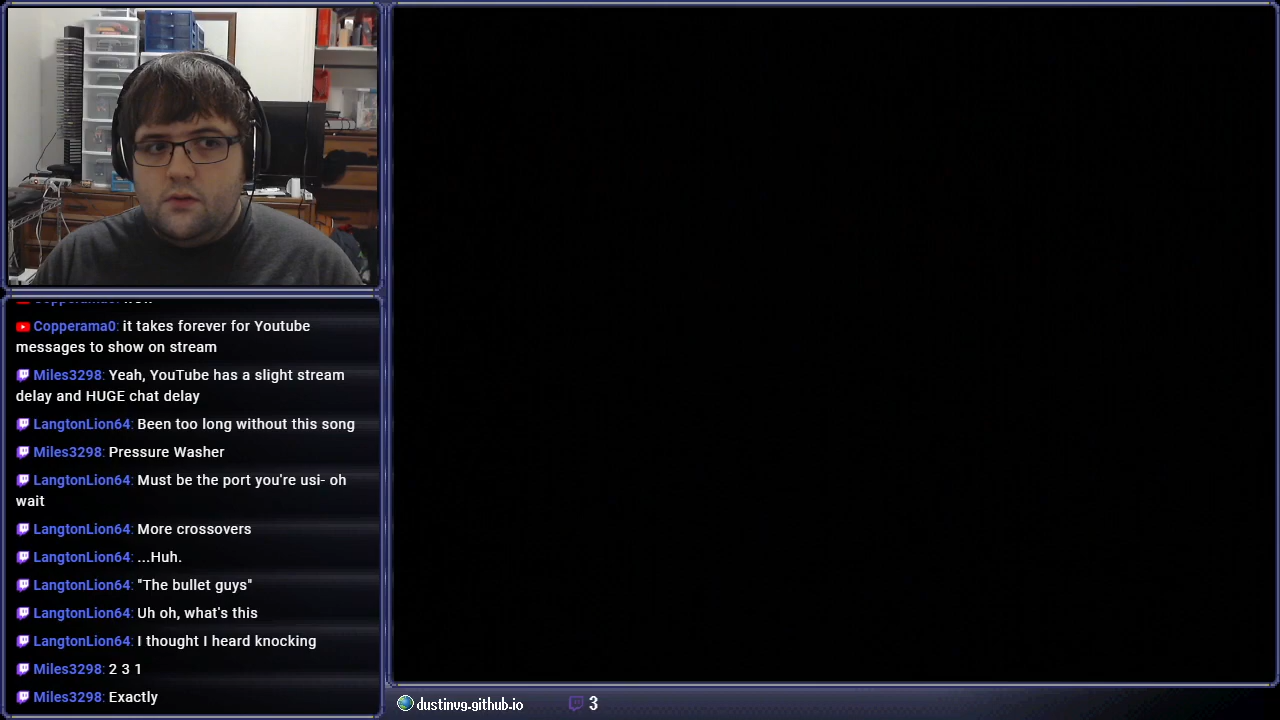 Copperama0: it takes forever for Youtube
messages to show on stream
Miles3298: Yeah, YouTube has a slight stream
delay and HUGE chat delay
LangtonLion64: Been too long without this song
Miles3298: Pressure Washer
LangtonLion64: Must be the port you're usi- oh
wait
LangtonLion64: More crossovers
LangtonLion64: ...Huh.
LangtonLion64: "The bullet guys"
LangtonLion64: Uh oh, what's this
LangtonLion64: I thought I heard knocking
Miles3298: 2 3 1
Miles3298: Exactly
dustinvg.github.io 3